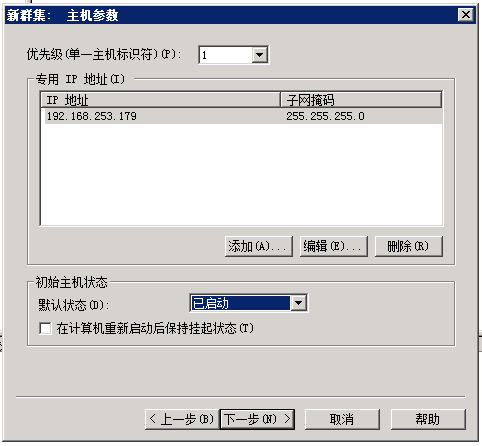 新群集: 主机参数
优先级(单一主机标识符)(P): 1
专用 IP 地址(I)
IP 地址 子网掩码
192.168.253.179 255.255.255.0
添加(A)... 编辑(E)... 删除(R)
初始主机状态
默认状态(D): 已启动
在计算机重新启动后保持挂起状态(T)
< 上一步(B) 下一步(N) > 取消 帮助